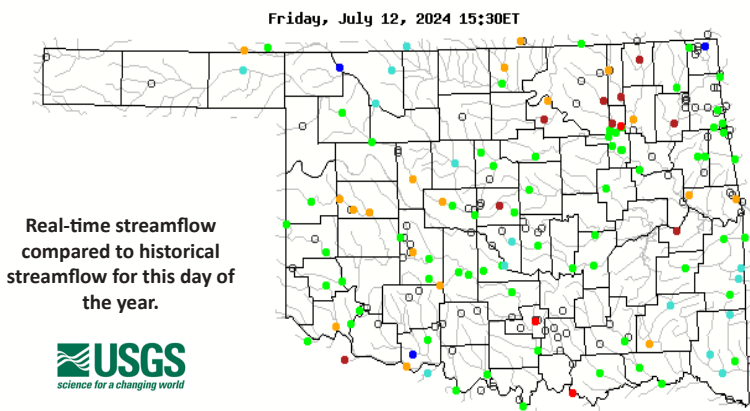 Friday, July 12, 2024 15:30ET
Real-time streamflow
compared to historical
streamflow for this day of
the year.
USGS
science for a changing world